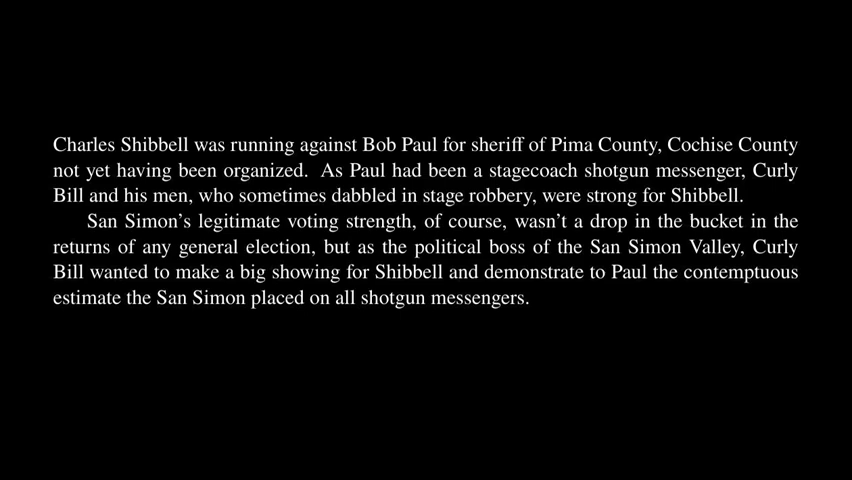 Charles Shibbell was running against Bob Paul for sheriff of Pima County, Cochise County
not yet having been organized. As Paul had been a stagecoach shotgun messenger, Curly
Bill and his men, who sometimes dabbled in stage robbery, were strong for Shibbell.
San Simon's legitimate voting strength, of course, wasn't a drop in the bucket in the
returns of any general election, but as the political boss of the San Simon Valley, Curly
Bill wanted to make a big showing for Shibbell and demonstrate to Paul the contemptuous
estimate the San Simon placed on all shotgun messengers.